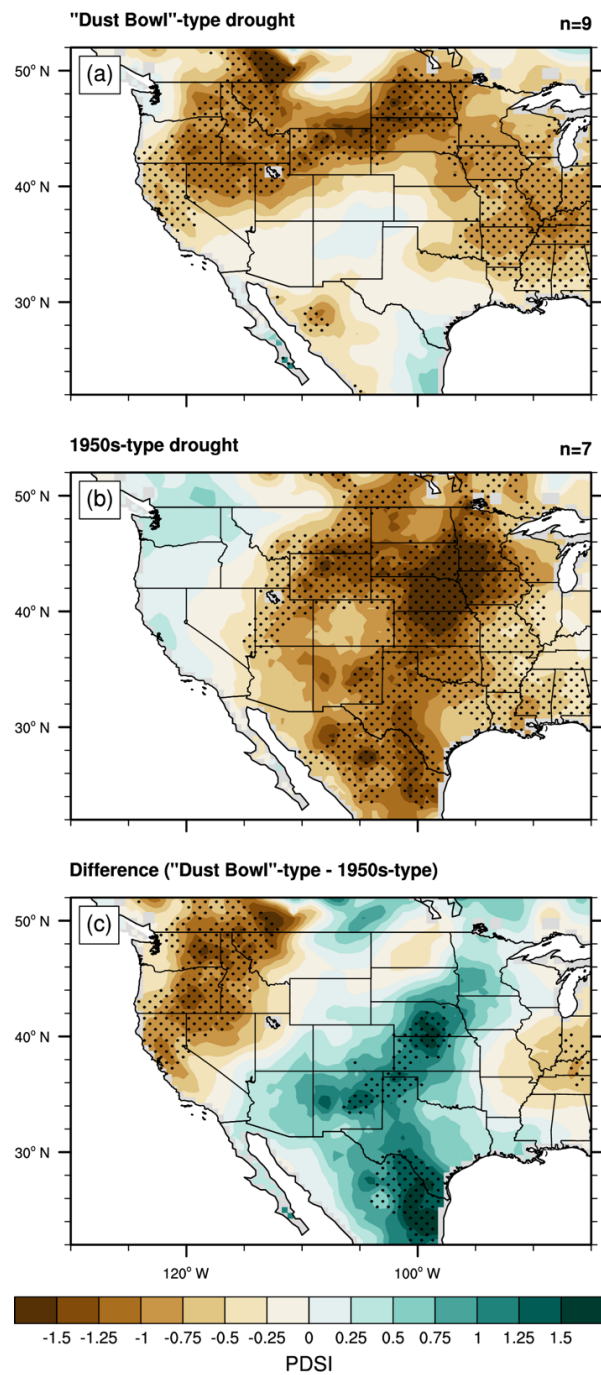 "Dust Bowl"-type drought n=9
(a)
50° N
40° N
30° N
1950s-type drought n=7
(b)
50° N
40° N
30° N
Difference ("Dust Bowl"-type - 1950s-type)
(c)
50° N
40° N
30° N
120° W 100° W
-1.5 -1.25 -1 -0.75 -0.5 -0.25 0 0.25 0.5 0.75 1 1.25 1.5
PDSI